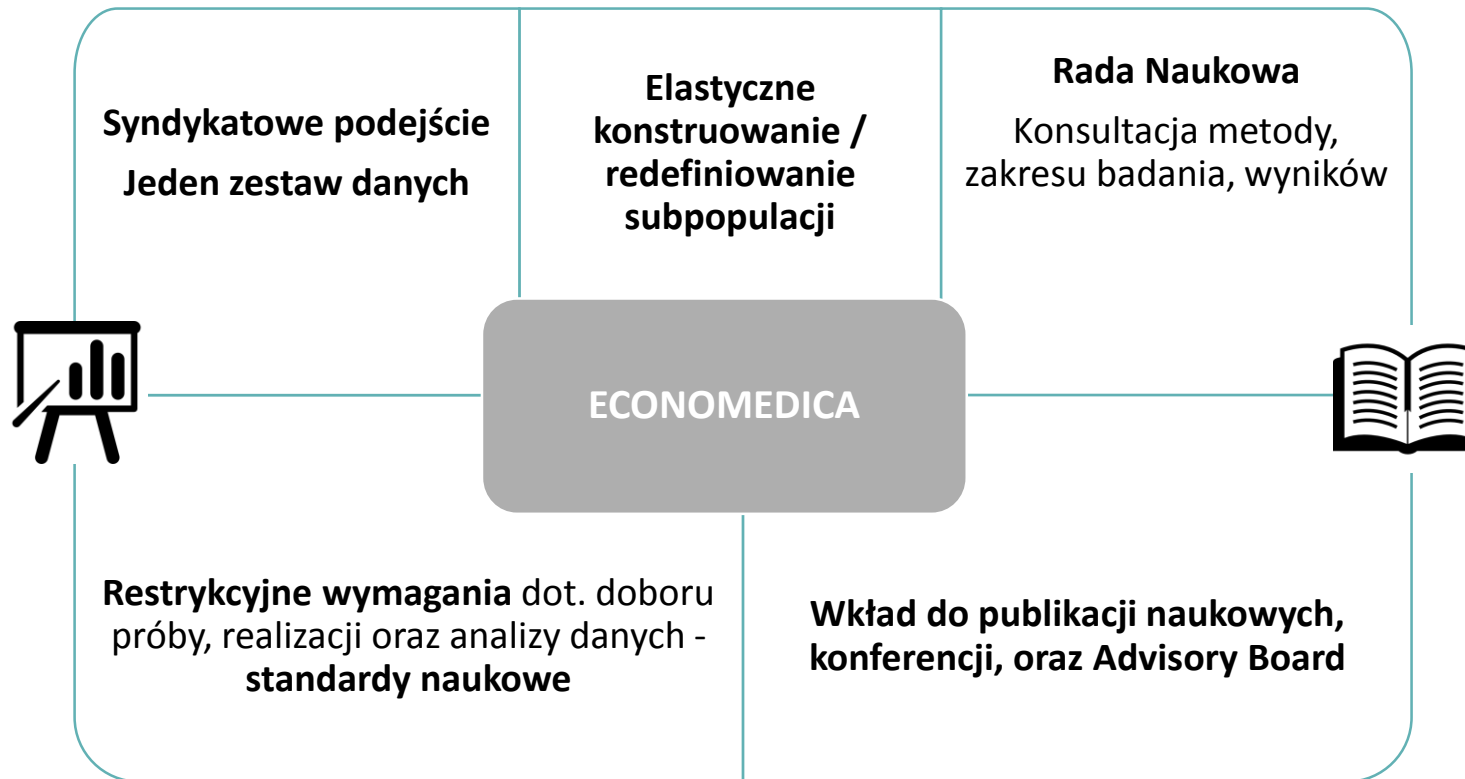 Syndykatowe podejście
Jeden zestaw danych
Elastyczne
konstruowanie /
redefiniowanie
subpopulacji
Rada Naukowa
Konsultacja metody,
zakresu badania, wyników
ECONOMEDICA
Restrykcyjne wymagania dot. doboru
próby, realizacji oraz analizy danych -
standardy naukowe
Wkład do publikacji naukowych,
konferencji, oraz Advisory Board